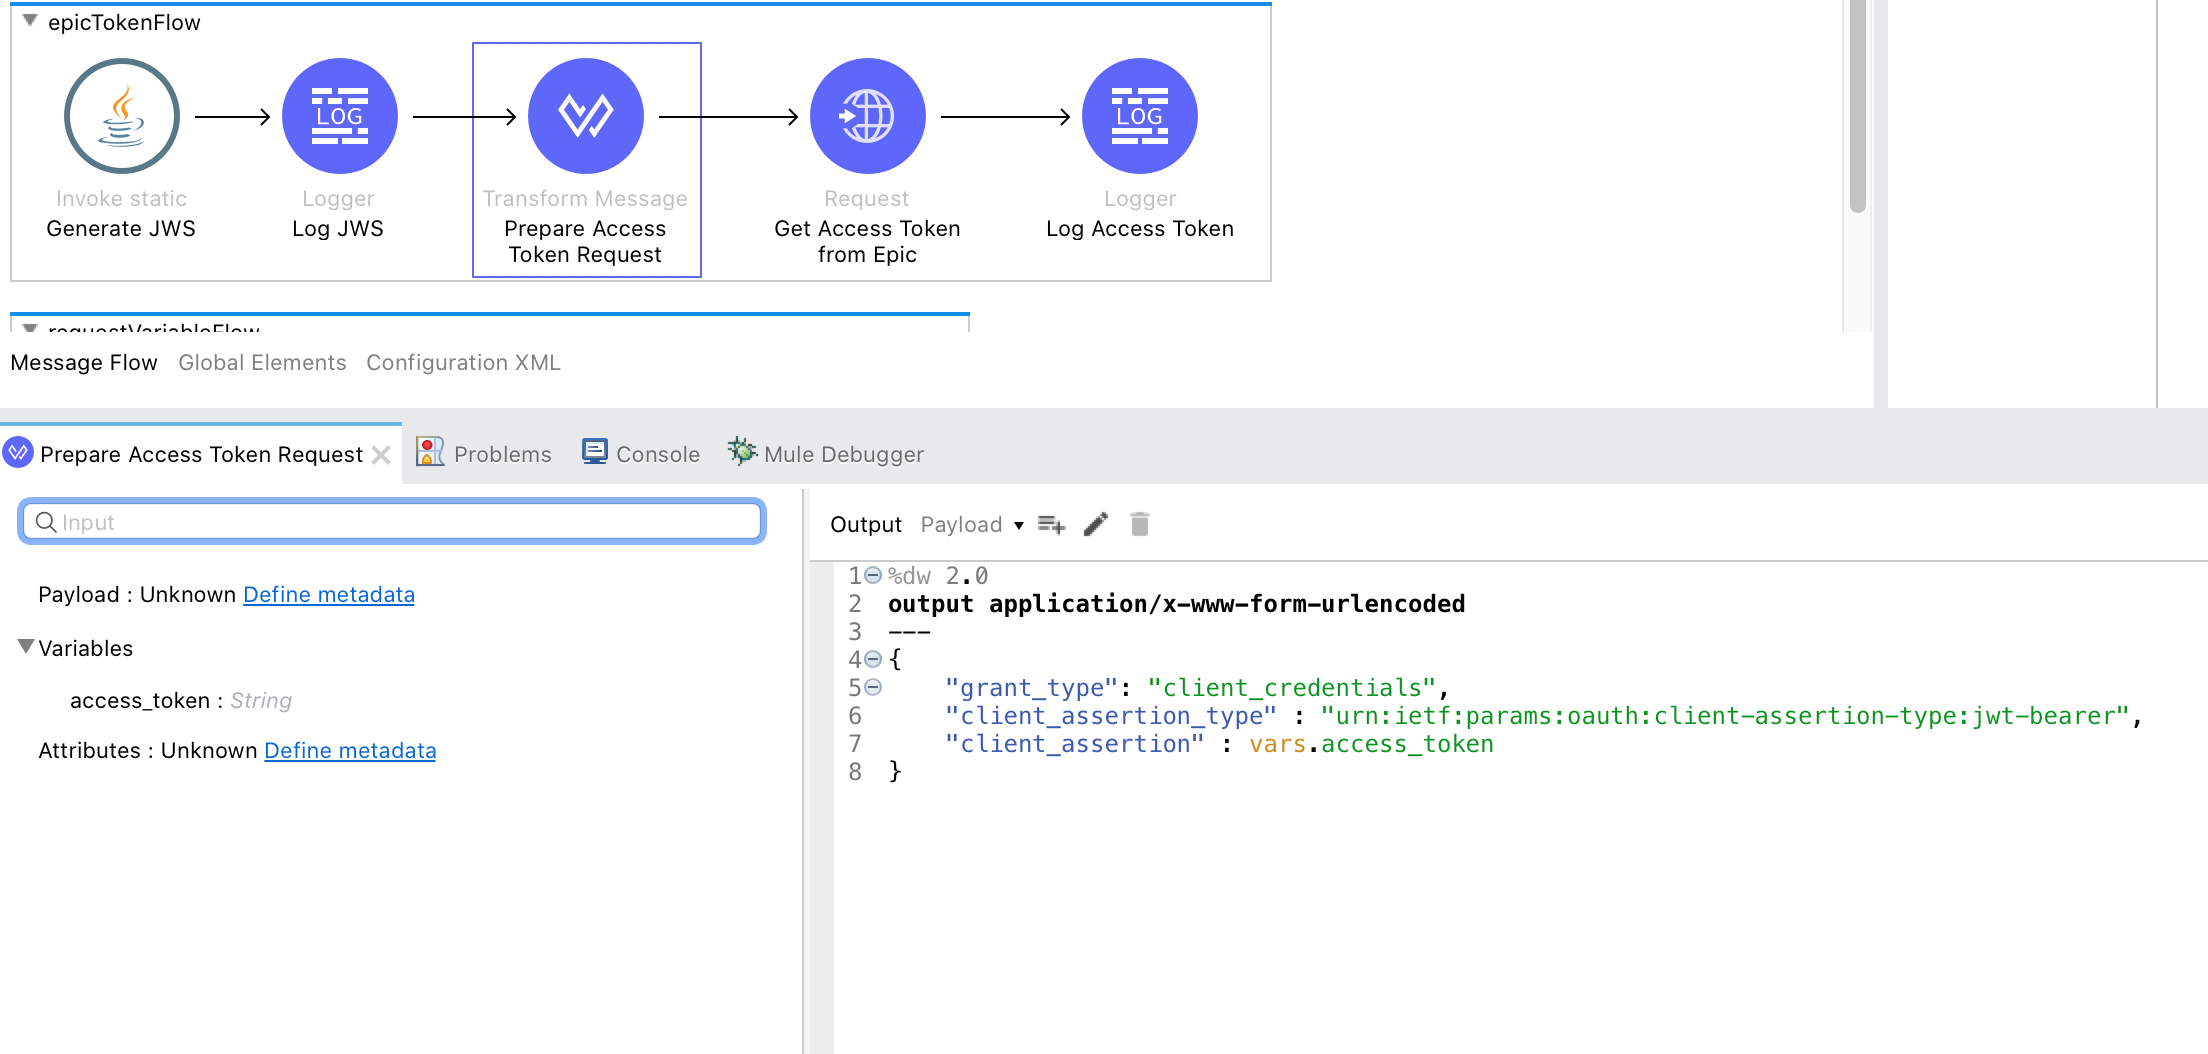 epicTokenFlow
LOG
LOG
Invoke static
Logger
Transform Message
Request
Logger
Generate JWS
Log JWS
Prepare Access
Token Request
Get Access Token
from Epic
Log Access Token
requestVariableFlow
Message Flow Global Elements Configuration XML
Prepare Access Token Request Problems Console Mule Debugger
Input
Payload : Unknown Define metadata
Variables
access_token : String
Attributes : Unknown Define metadata
Output Payload
1 %dw 2.0
2 output application/x-www-form-urlencoded
3 ---
4 {
5 "grant_type": "client_credentials",
6 "client_assertion_type" : "urn:ietf:params:oauth:client-assertion-type:jwt-bearer",
7 "client_assertion" : vars.access_token
8 }